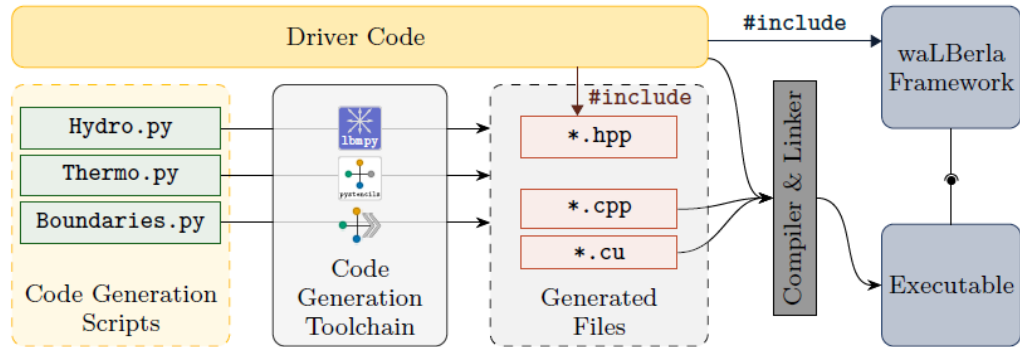 Driver Code
#include
waLBerla
Framework
Hydro.py
Thermo.py
Boundaries.py
Code Generation
Scripts
lbmpy
pystencils
Code
Generation
Toolchain
#include
*.hpp
*.cpp
*.cu
Generated
Files
Compiler & Linker
Executable